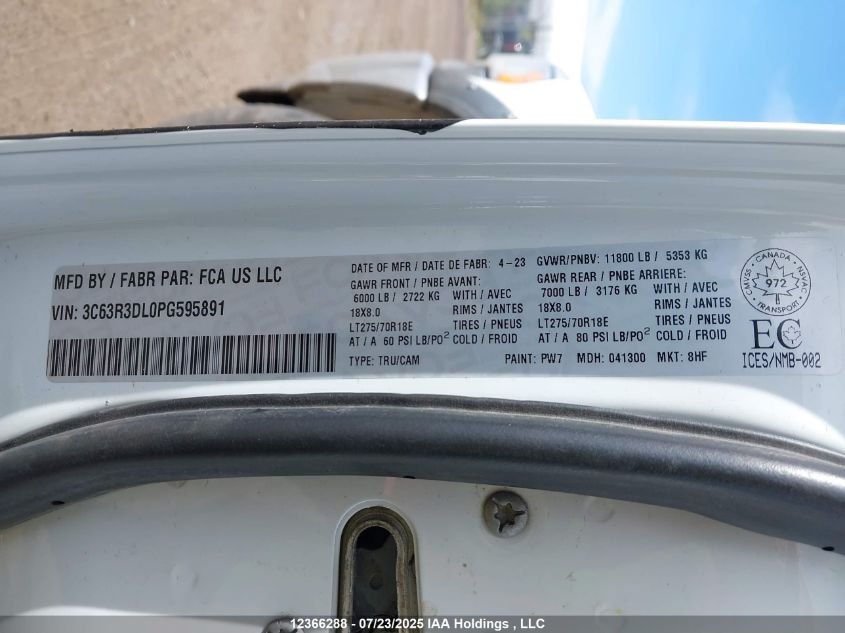 MFD BY / FABR PAR: FCA US LLC
VIN: 3C63R3DL0PG595891
DATE OF MFR / DATE DE FABR: 4-23 GVWR/PNBV: 11800 LB / 5353 KG
GAWR FRONT / PNBE AVANT: GAWR REAR / PNBE ARRIERE:
6000 LB / 2722 KG WITH / AVEC 7000 LB / 3176 KG WITH / AVEC
18X8.0 RIMS / JANTES 18X8.0 RIMS / JANTES
LT275/70R18E TIRES / PNEUS LT275/70R18E TIRES / PNEUS
AT / A 60 PSI LB/PO² COLD / FROID AT / A 80 PSI LB/PO² COLD / FROID
TYPE: TRU/CAM PAINT: PW7 MDH: 041300 MKT: 8HF
CANADA
CMVSS 972 NSVAC
TRANSPORT
EC
ICES/NMB-002
12366288 - 07/23/2025 IAA Holdings , LLC